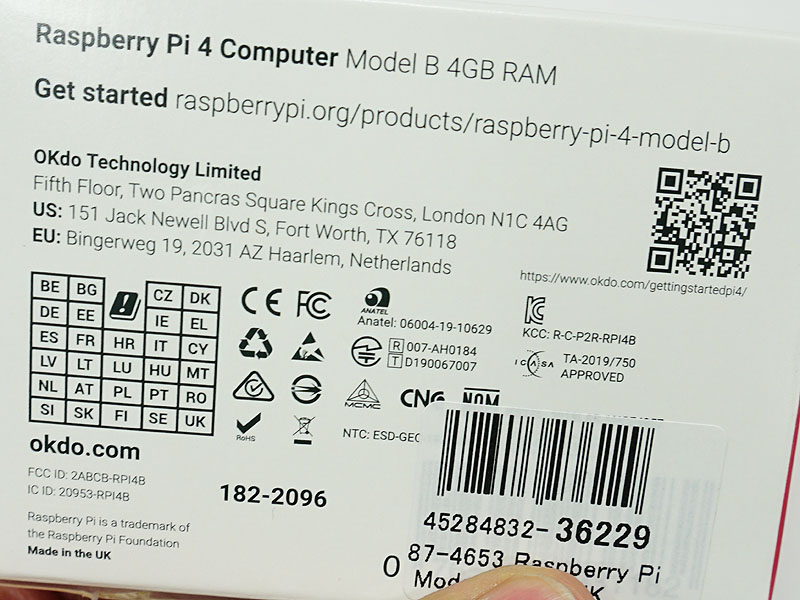 Raspberry Pi 4 Computer Model B 4GB RAM
Get started raspberrypi.org/products/raspberry-pi-4-model-b
OKdo Technology Limited
Fifth Floor, Two Pancras Square Kings Cross, London N1C 4AG
US: 151 Jack Newell Blvd S, Fort Worth, TX 76118
EU: Bingerweg 19, 2031 AZ Haarlem, Netherlands
https://www.okdo.com/gettingstartedpi4/
BE BG CZ DK
DE EE IE EL
ES FR HR IT CY
LV LT LU HU MT
NL AT PL PT RO
SI SK FI SE UK
CE FC
ANATEL
Anatel: 06004-19-10629
KCC: R-C-P2R-RPI4B
R 007-AH0184
T D190067007
ICASA TA-2019/750
APPROVED
MCMC CNC NOM
RoHS
NTC: ESD-GEC
okdo.com
FCC ID: 2ABCB-RPI4B
IC ID: 20953-RPI4B
182-2096
Raspberry Pi is a trademark of
the Raspberry Pi Foundation
Made in the UK
45284832-36229
87-4653 Raspberry Pi